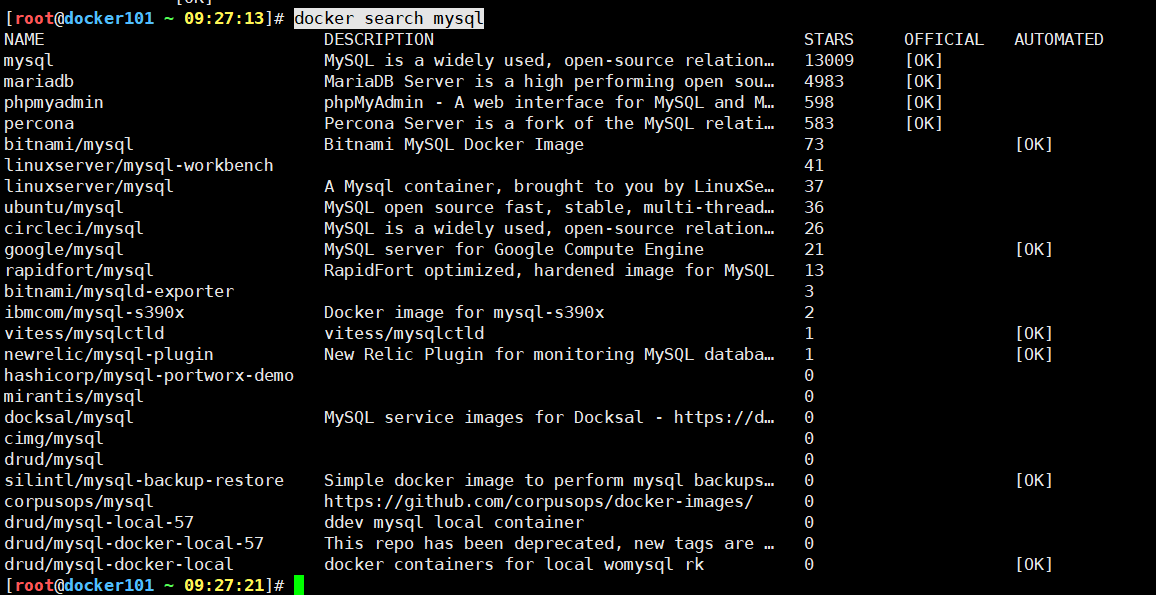 [OK]
[root@docker101 ~ 09:27:13]# docker search mysql
NAME DESCRIPTION STARS OFFICIAL AUTOMATED
mysql MySQL is a widely used, open-source relation… 13009 [OK]
mariadb MariaDB Server is a high performing open sou… 4983 [OK]
phpmyadmin phpMyAdmin - A web interface for MySQL and M… 598 [OK]
percona Percona Server is a fork of the MySQL relati… 583 [OK]
bitnami/mysql Bitnami MySQL Docker Image 73 [OK]
linuxserver/mysql-workbench 41
linuxserver/mysql A Mysql container, brought to you by LinuxSe… 37
ubuntu/mysql MySQL open source fast, stable, multi-thread… 36
circleci/mysql MySQL is a widely used, open-source relation… 26
google/mysql MySQL server for Google Compute Engine 21 [OK]
rapidfort/mysql RapidFort optimized, hardened image for MySQL 13
bitnami/mysqld-exporter 3
ibmcom/mysql-s390x Docker image for mysql-s390x 2
vitess/mysqlctld vitess/mysqlctld 1 [OK]
newrelic/mysql-plugin New Relic Plugin for monitoring MySQL databa… 1 [OK]
hashicorp/mysql-portworx-demo 0
mirantis/mysql 0
docksal/mysql MySQL service images for Docksal - https://d… 0
cimg/mysql 0
drud/mysql 0
silintl/mysql-backup-restore Simple docker image to perform mysql backups… 0 [OK]
corpusops/mysql https://github.com/corpusops/docker-images/ 0
drud/mysql-local-57 ddev mysql local container 0
drud/mysql-docker-local-57 This repo has been deprecated, new tags are … 0
drud/mysql-docker-local docker containers for local womysql rk 0 [OK]
[root@docker101 ~ 09:27:21]#